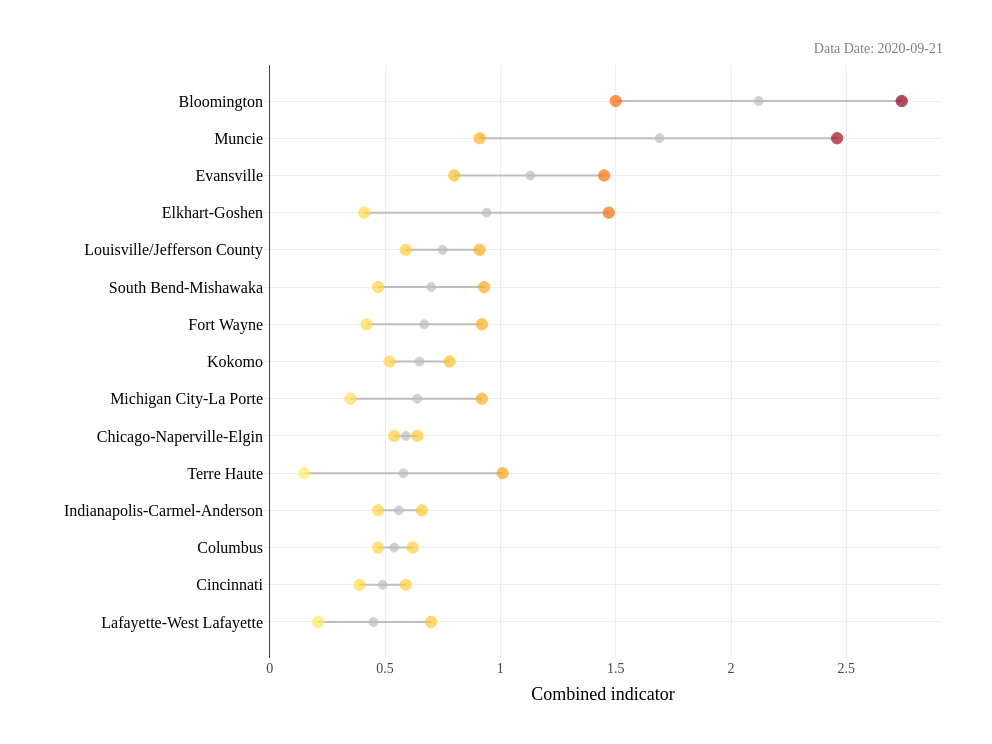 Data Date: 2020-09-21
Bloomington
Muncie
Evansville
Elkhart-Goshen
Louisville/Jefferson County
South Bend-Mishawaka
Fort Wayne
Kokomo
Michigan City-La Porte
Chicago-Naperville-Elgin
Terre Haute
Indianapolis-Carmel-Anderson
Columbus
Cincinnati
Lafayette-West Lafayette
0 0.5 1 1.5 2 2.5
Combined indicator